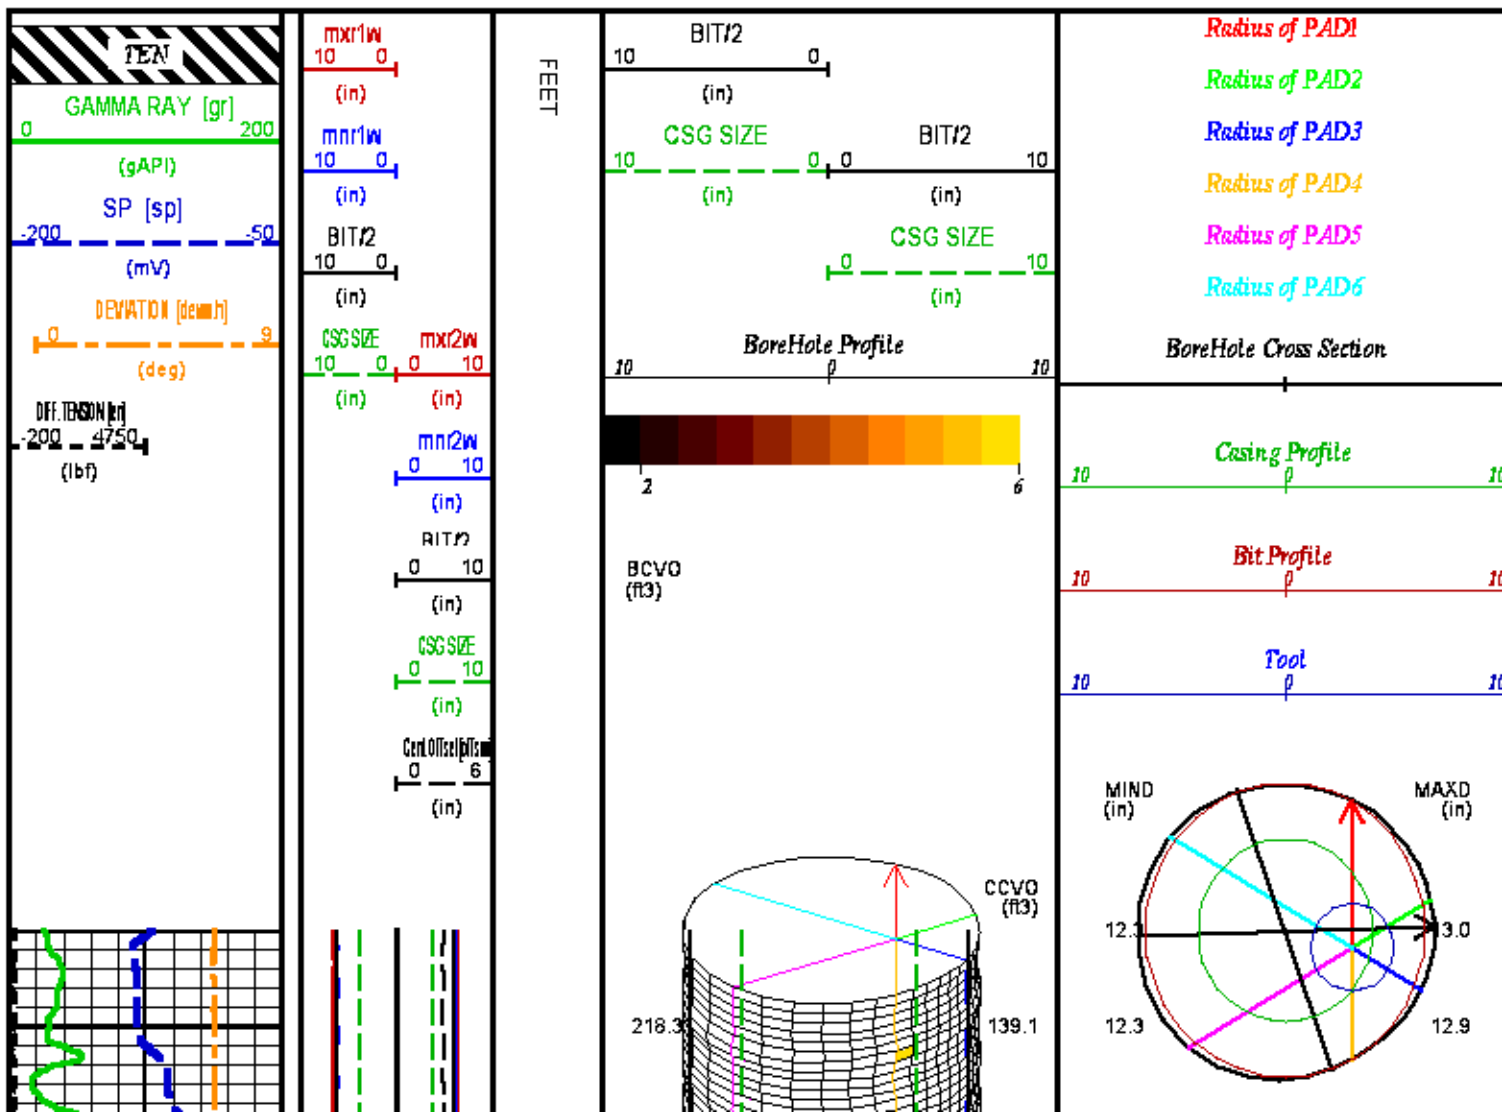 TEN
GAMMA RAY [gr]
0 200
(gAPI)
SP [sp]
-200 -50
(mV)
DEVIATION [dewm.h]
0 9
(deg)
-200 4750
(lbf)
mxr1w
10 0
(in)
mnr1w
10 0
(in)
BIT/2
10 0
(in)
CSG SIZE
10 0
(in)
mxr2w
0 10
(in)
mnr2w
0 10
(in)
BIT/2
0 10
(in)
CSG SIZE
0 10
(in)
0 6
(in)
FEET
BIT/2
10 0
(in)
CSG SIZE
10 0
(in)
BIT/2
0 10
(in)
CSG SIZE
0 10
(in)
BoreHole Profile
10 0 10
2 6
BCVO
(ft3)
CCVO
(ft3)
218.3 139.1
Radius of PAD1
Radius of PAD2
Radius of PAD3
Radius of PAD4
Radius of PAD5
Radius of PAD6
BoreHole Cross Section
Casing Profile
10 0 10
Bit Profile
10 0 10
Tool
10 0 10
MIND
(in)
MAXD
(in)
12.3 12.9